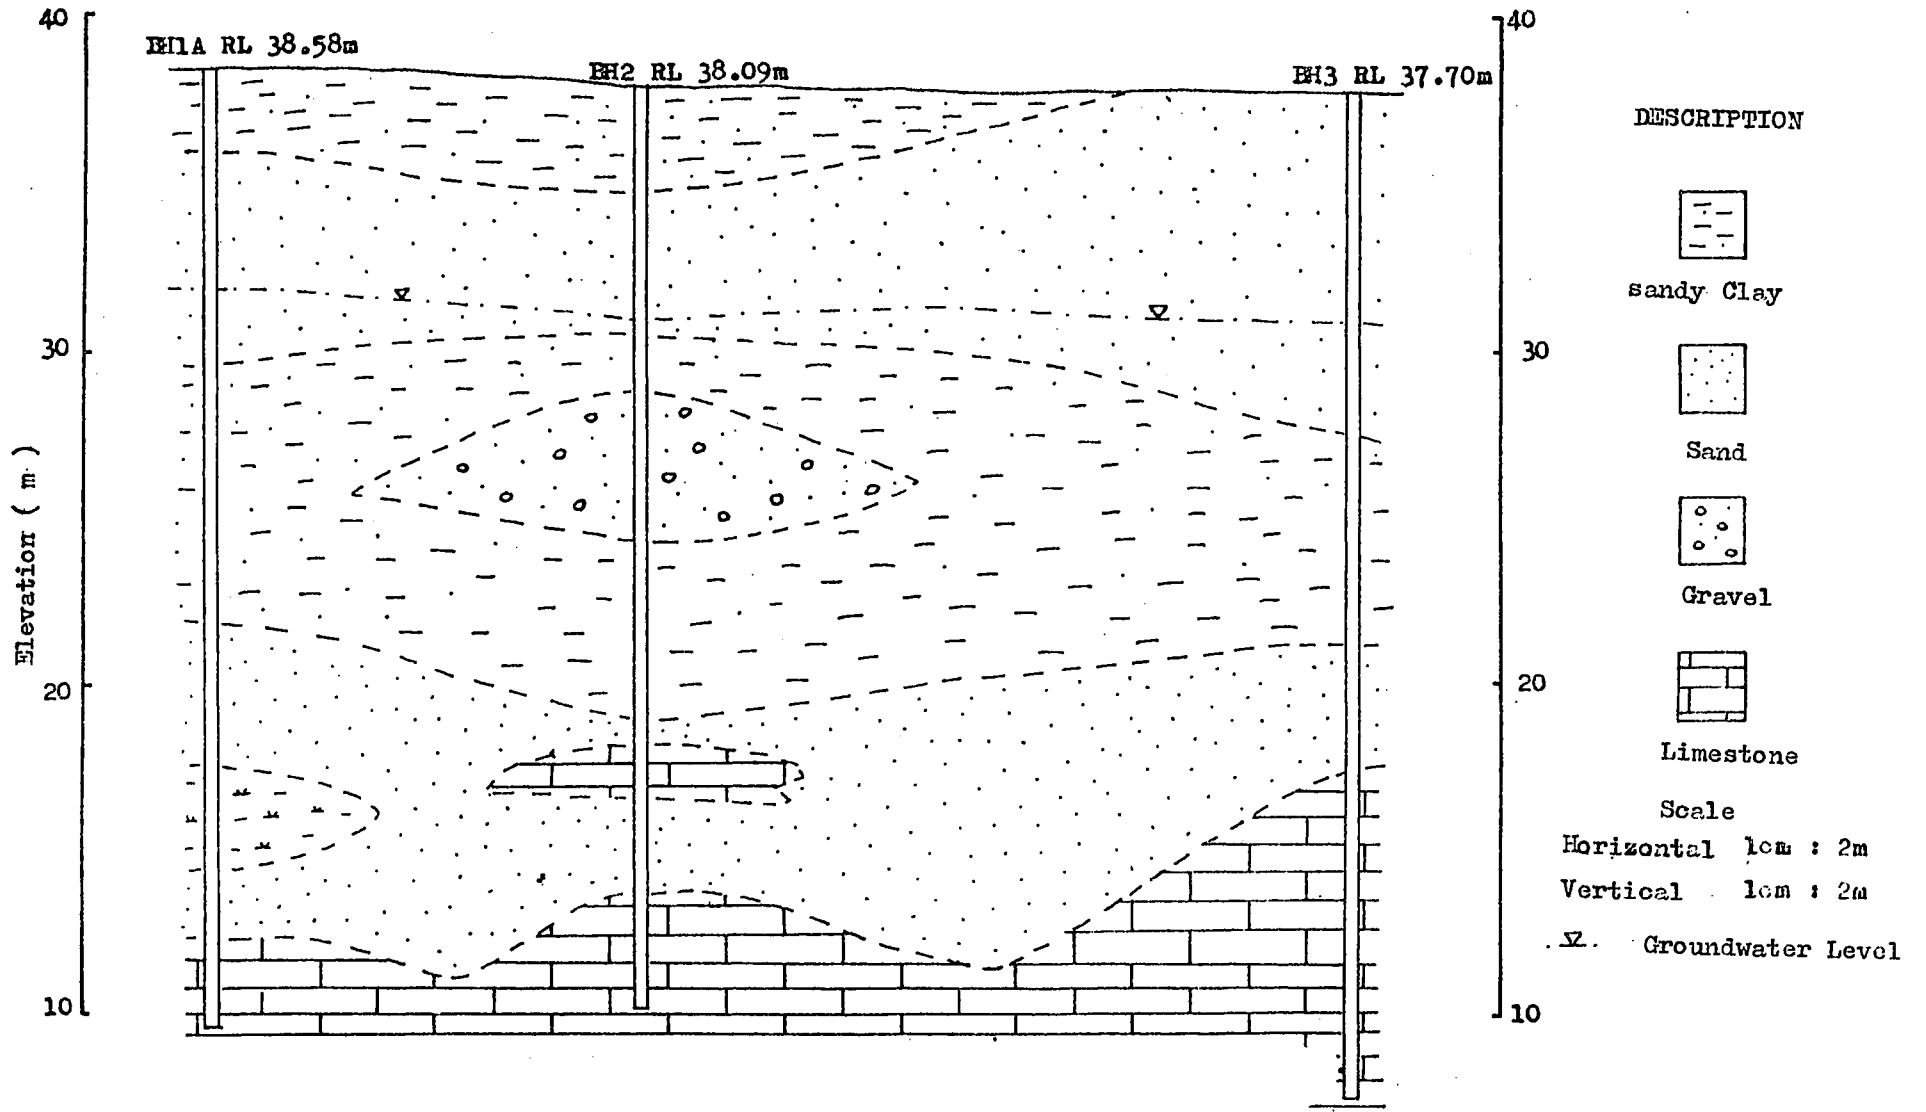 40
BH1A RL 38.58m
BH2 RL 38.09m
BH3 RL 37.70m
40
30
30
20
20
10
10
Elevation ( m )
DESCRIPTION
sandy Clay
Sand
Gravel
Limestone
Scale
Horizontal 1cm : 2m
Vertical 1cm : 2m
Groundwater Level